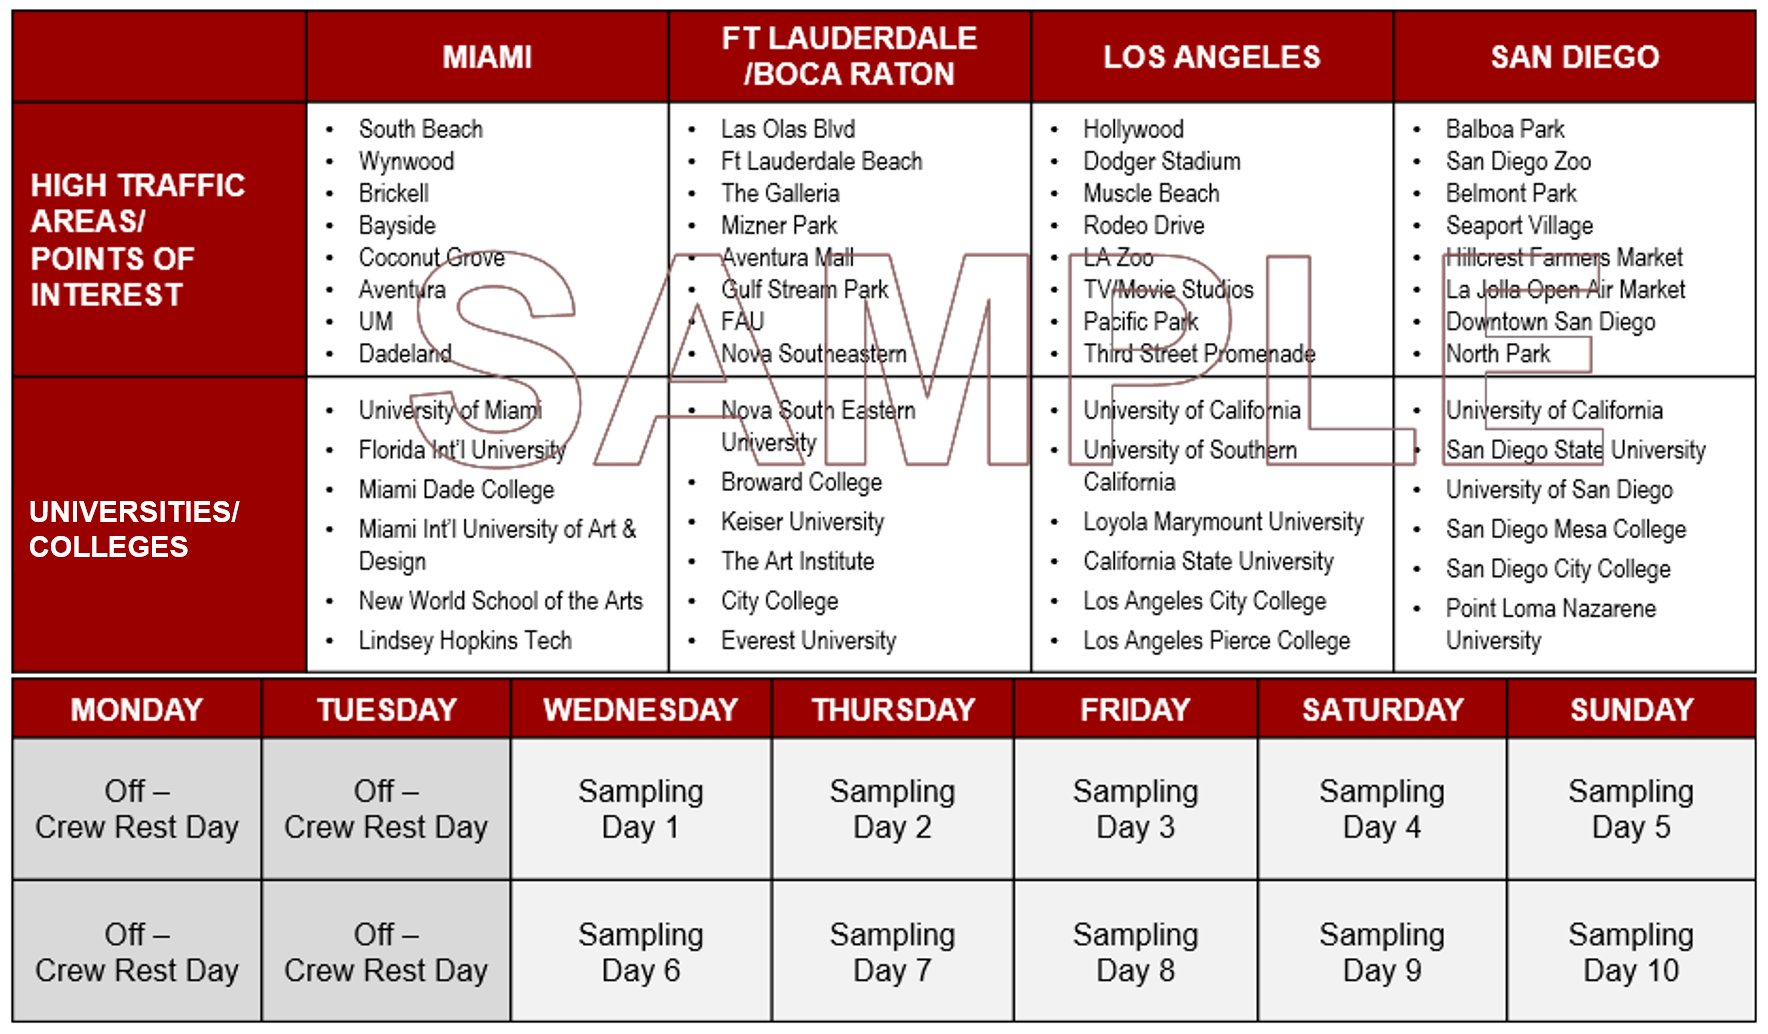 MIAMI
FT LAUDERDALE
/BOCA RATON
LOS ANGELES
SAN DIEGO
HIGH TRAFFIC
AREAS/
POINTS OF
INTEREST
• South Beach
• Wynwood
• Brickell
• Bayside
• Coconut Grove
• Aventura
• UM
• Dadeland
• Las Olas Blvd
• Ft Lauderdale Beach
• The Galleria
• Mizner Park
• Aventura Mall
• Gulf Stream Park
• FAU
• Nova Southeastern
• Hollywood
• Dodger Stadium
• Muscle Beach
• Rodeo Drive
• LA Zoo
• TV/Movie Studios
• Pacific Park
• Third Street Promenade
• Balboa Park
• San Diego Zoo
• Belmont Park
• Seaport Village
• Hillcrest Farmers Market
• La Jolla Open Air Market
• Downtown San Diego
• North Park
SAMPLE
UNIVERSITIES/
COLLEGES
• University of Miami
• Florida Int'l University
• Miami Dade College
• Miami Int'l University of Art &
Design
• New World School of the Arts
• Lindsey Hopkins Tech
• Nova South Eastern
University
• Broward College
• Keiser University
• The Art Institute
• City College
• Everest University
• University of California
• University of Southern
California
• Loyola Marymount University
• California State University
• Los Angeles City College
• Los Angeles Pierce College
• University of California
• San Diego State University
• University of San Diego
• San Diego Mesa College
• San Diego City College
• Point Loma Nazarene
University
MONDAY
TUESDAY
WEDNESDAY
THURSDAY
FRIDAY
SATURDAY
SUNDAY
Off –
Crew Rest Day
Off –
Crew Rest Day
Sampling
Day 1
Sampling
Day 2
Sampling
Day 3
Sampling
Day 4
Sampling
Day 5
Off –
Crew Rest Day
Off –
Crew Rest Day
Sampling
Day 6
Sampling
Day 7
Sampling
Day 8
Sampling
Day 9
Sampling
Day 10